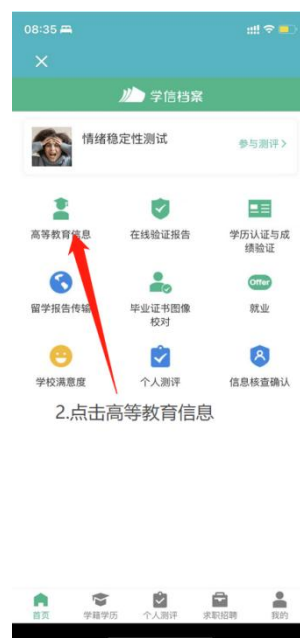 08:35
学信档案
情绪稳定性测试
参与测评>
高等教育信息
在线验证报告
学历认证与成
绩验证
留学报告传输
毕业证书图像
校对
Offer
就业
学校满意度
个人测评
信息核查确认
2.点击高等教育信息
首页
学籍学历
个人测评
求职招聘
我的